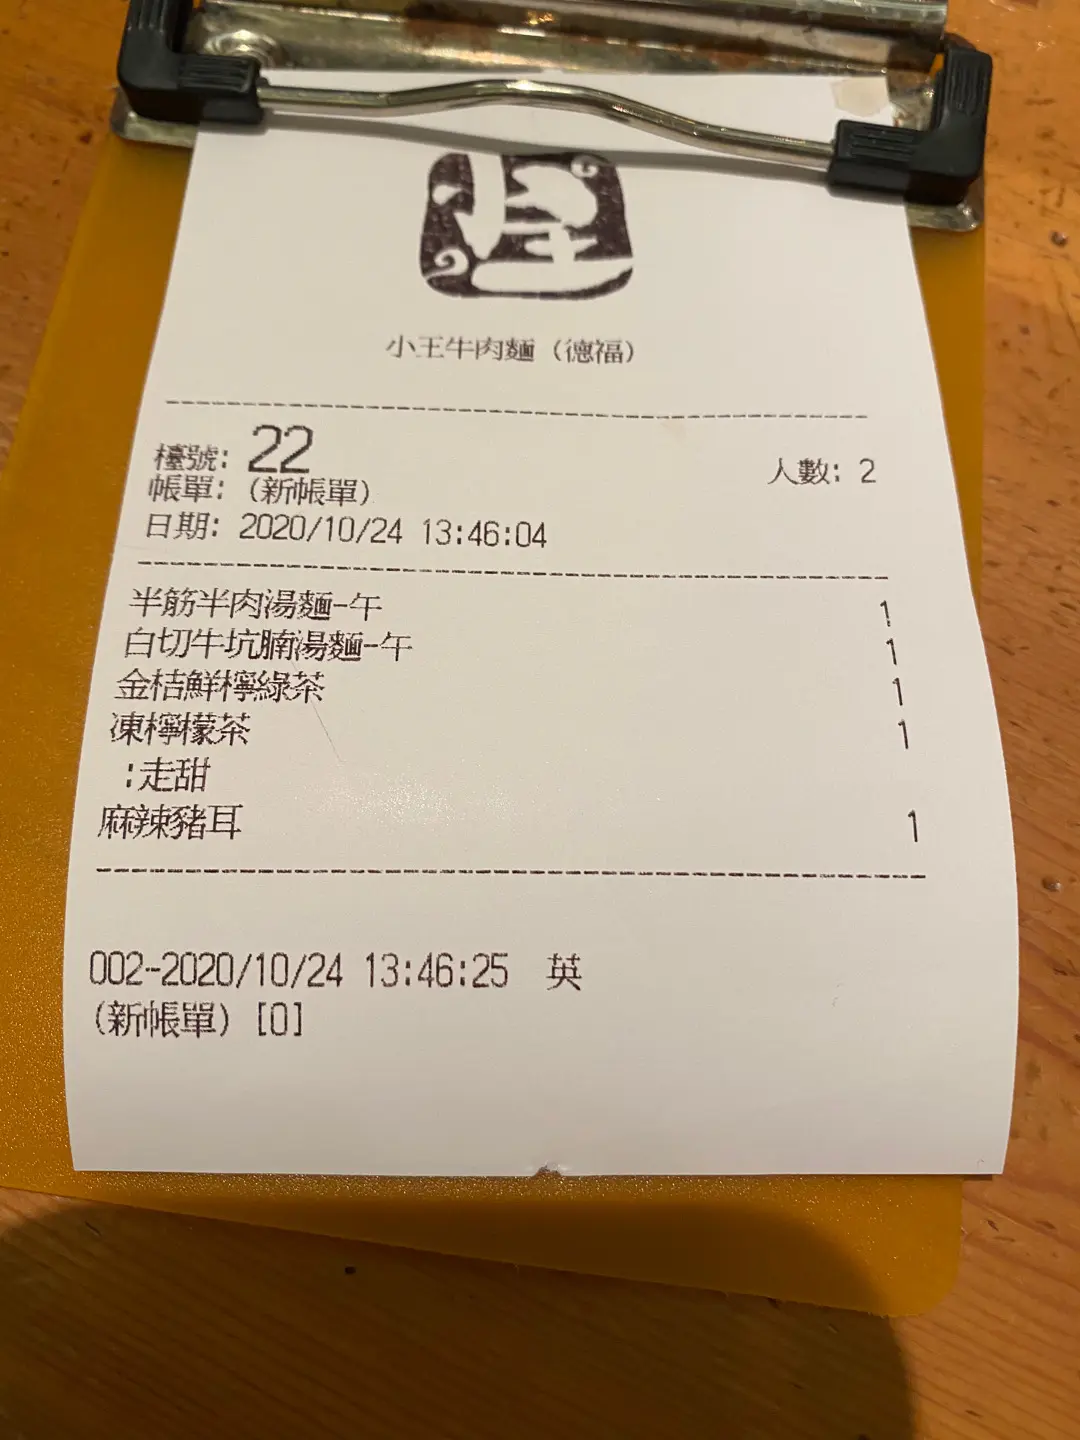 小王牛肉麵（德福）
檯號: 22
人數: 2
帳單: (新帳單)
日期: 2020/10/24 13:46:04
半筋半肉湯麵-午 1
白切牛坑腩湯麵-午 1
金桔鮮檸綠茶 1
凍檸檬茶 1
:走甜
麻辣豬耳 1
002-2020/10/24 13:46:25 英
(新帳單) [0]